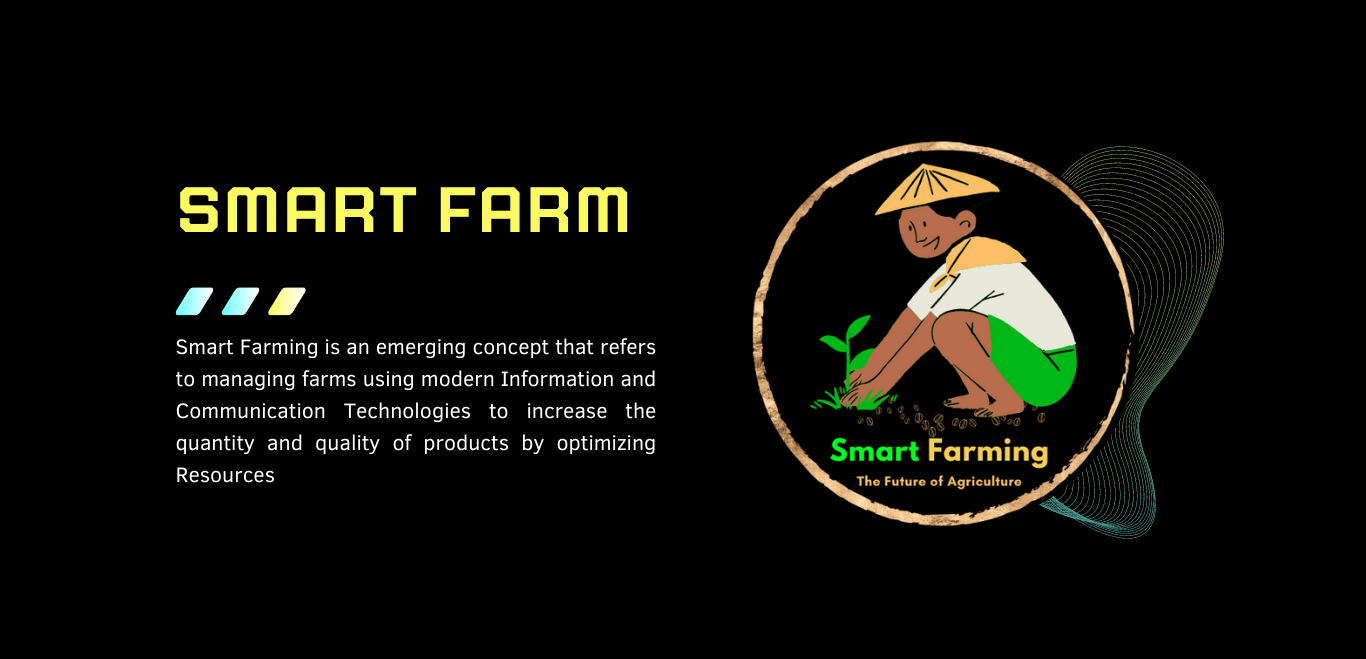 SMART FARM
Smart Farming is an emerging concept that refers
to managing farms using modern Information and
Communication Technologies to increase the
quantity and quality of products by optimizing
Resources
Smart Farming
The Future of Agriculture